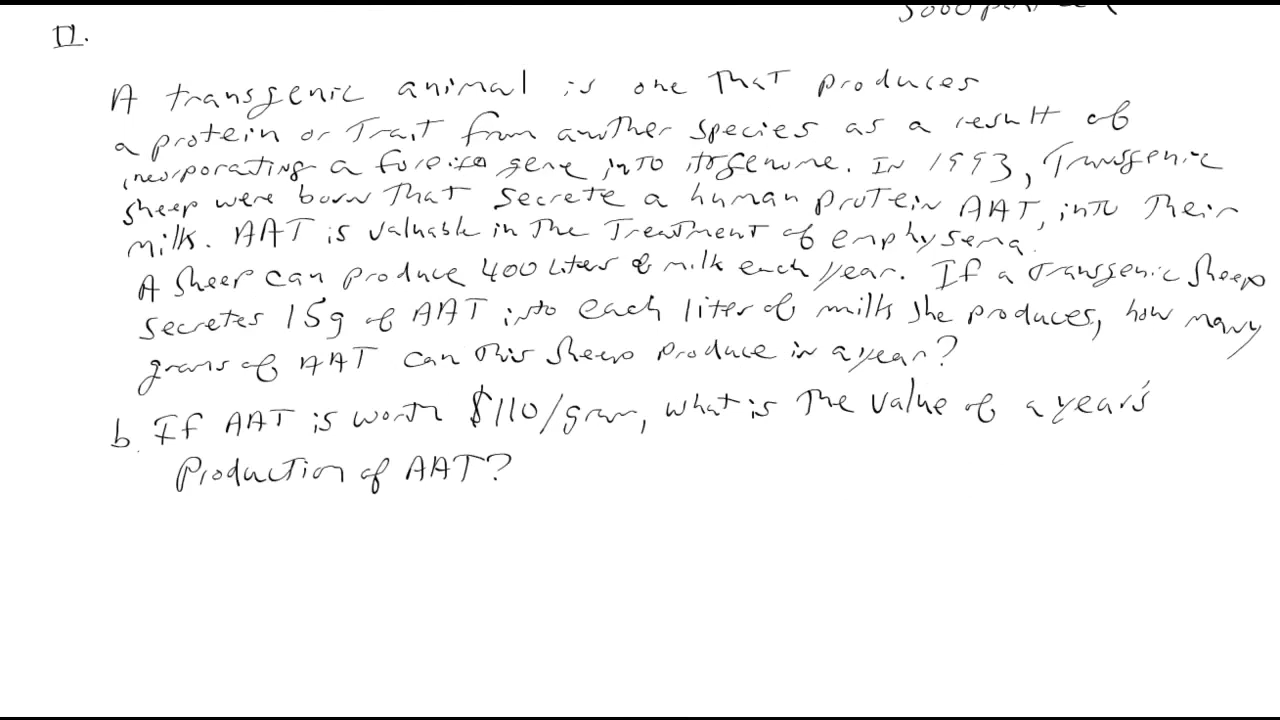 II.
A transgenic animal is one that produces
a protein or Trait from another species as a result of
incorporating a foreign gene into its genome. In 1993, Transgenic
sheep were born that secrete a human protein AAT, into Their
milk. AAT is valuable in The Treatment of emphysema.
A sheep can produce 400 Liters of milk each year. If a transgenic sheep
secretes 15g of AAT into each liter of milk she produces, how many
grams of AAT can this sheep produce in a year?
b. If AAT is worth $110/gram, what is The value of a year's
Production of AAT?